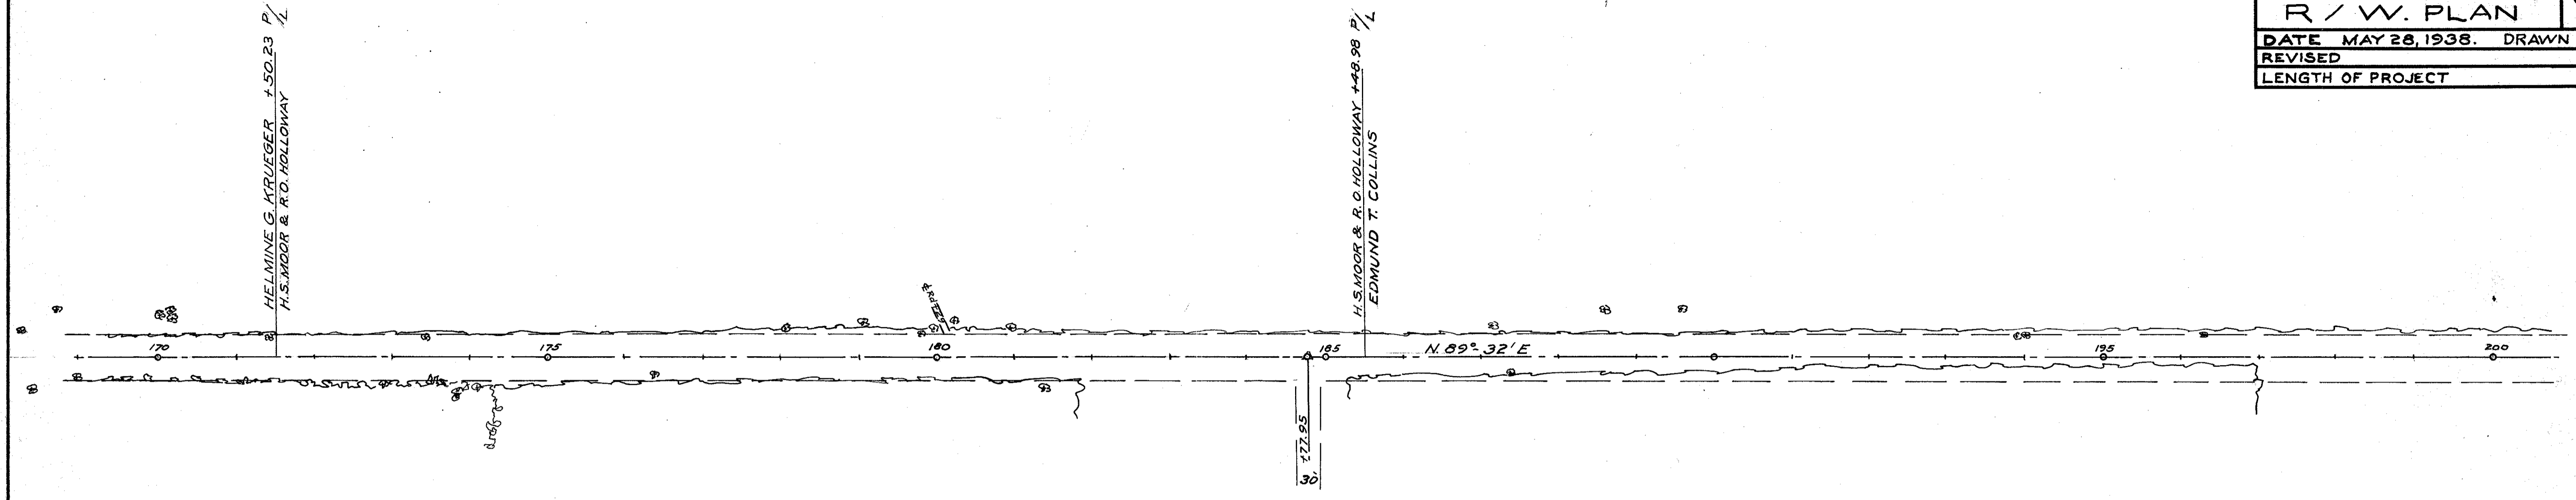 R / W. PLAN
DATE MAY 28, 1938. DRAWN
REVISED
LENGTH OF PROJECT
HELMINE G. KRUEGER +50.23 P/L
H.S. MOOR & R.O. HOLLOWAY
H.S. MOOR & R.O. HOLLOWAY +48.98 P/L
EDMUND T. COLLINS
170
175
180
185
N. 89°-32' E
195
200
+77.95
30'